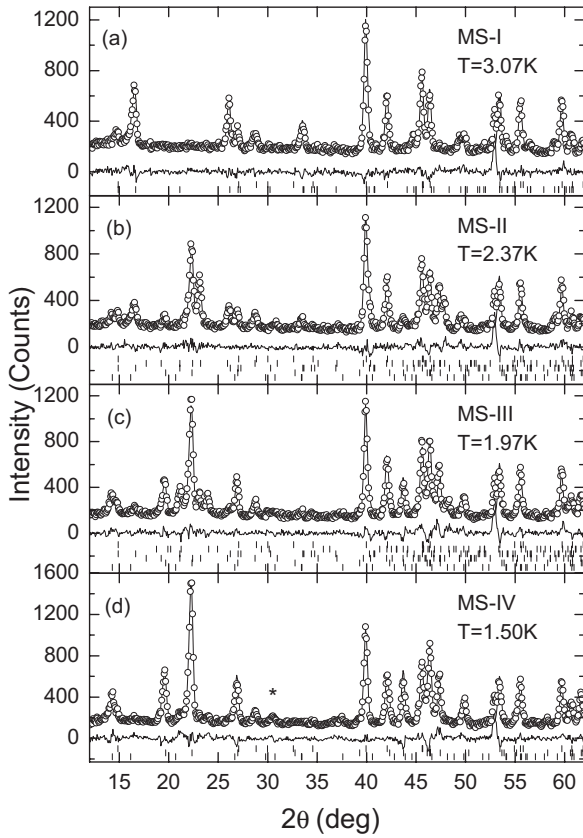 1200
(a)
MS-I
T=3.07K
800
400
0
1200
(b)
MS-II
T=2.37K
800
400
0
1200
(c)
MS-III
T=1.97K
800
400
0
1600
(d)
MS-IV
T=1.50K
1200
800
*
400
0
15 20 25 30 35 40 45 50 55 60
2θ (deg)
Intensity (Counts)